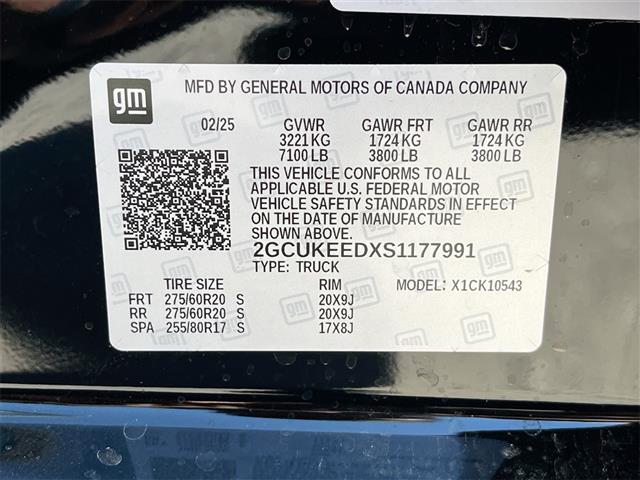 gm
MFD BY GENERAL MOTORS OF CANADA COMPANY
02/25 GVWR GAWR FRT GAWR RR
3221 KG 1724 KG 1724 KG
7100 LB 3800 LB 3800 LB
THIS VEHICLE CONFORMS TO ALL
APPLICABLE U.S. FEDERAL MOTOR
VEHICLE SAFETY STANDARDS IN EFFECT
ON THE DATE OF MANUFACTURE
SHOWN ABOVE.
2GCUKEEDXS1177991
TYPE: TRUCK
TIRE SIZE RIM MODEL: X1CK10543
FRT 275/60R20 S 20X9J
RR 275/60R20 S 20X9J
SPA 255/80R17 S 17X8J